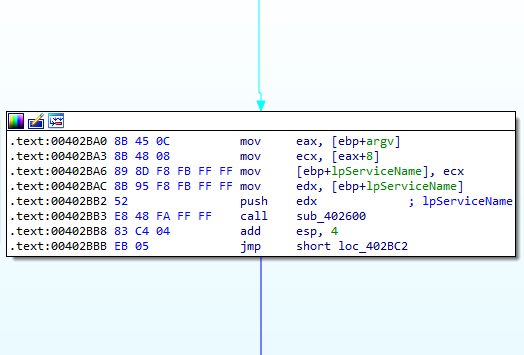 .text:00402BA0 8B 45 0C mov eax, [ebp+argv]
.text:00402BA3 8B 48 08 mov ecx, [eax+8]
.text:00402BA6 89 8D F8 FB FF FF mov [ebp+lpServiceName], ecx
.text:00402BAC 8B 95 F8 FB FF FF mov edx, [ebp+lpServiceName]
.text:00402BB2 52 push edx ; lpServiceName
.text:00402BB3 E8 48 FA FF FF call sub_402600
.text:00402BB8 83 C4 04 add esp, 4
.text:00402BBB EB 05 jmp short loc_402BC2